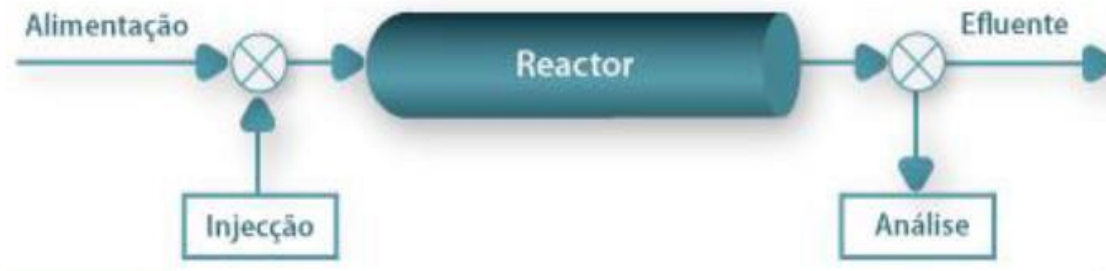 Alimentação
Efluente
Reactor
Injecção
Análise